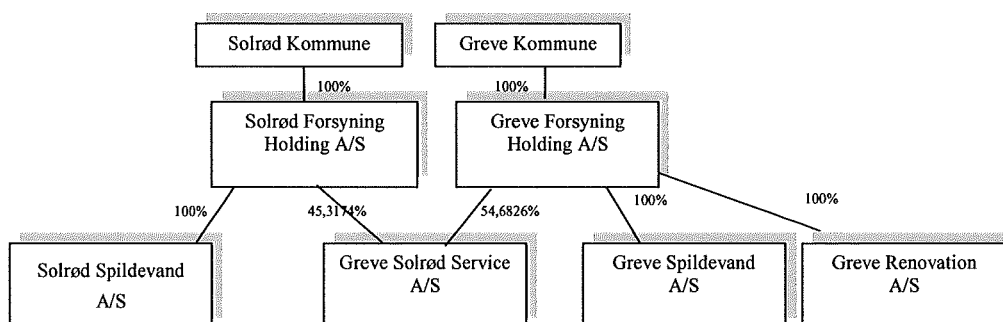 Solrød Kommune
Greve Kommune
100%
100%
Solrød Forsyning
Holding A/S
Greve Forsyning
Holding A/S
100%
45,3174%
54,6826%
100%
100%
Solrød Spildevand
A/S
Greve Solrød Service
A/S
Greve Spildevand
A/S
Greve Renovation
A/S